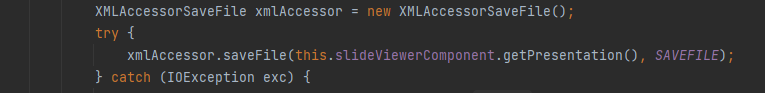 XMLAccessorSaveFile xmlAccessor = new XMLAccessorSaveFile();
try {
xmlAccessor.saveFile(this.slideViewerComponent.getPresentation(), SAVEFILE);
} catch (IOException exc) {